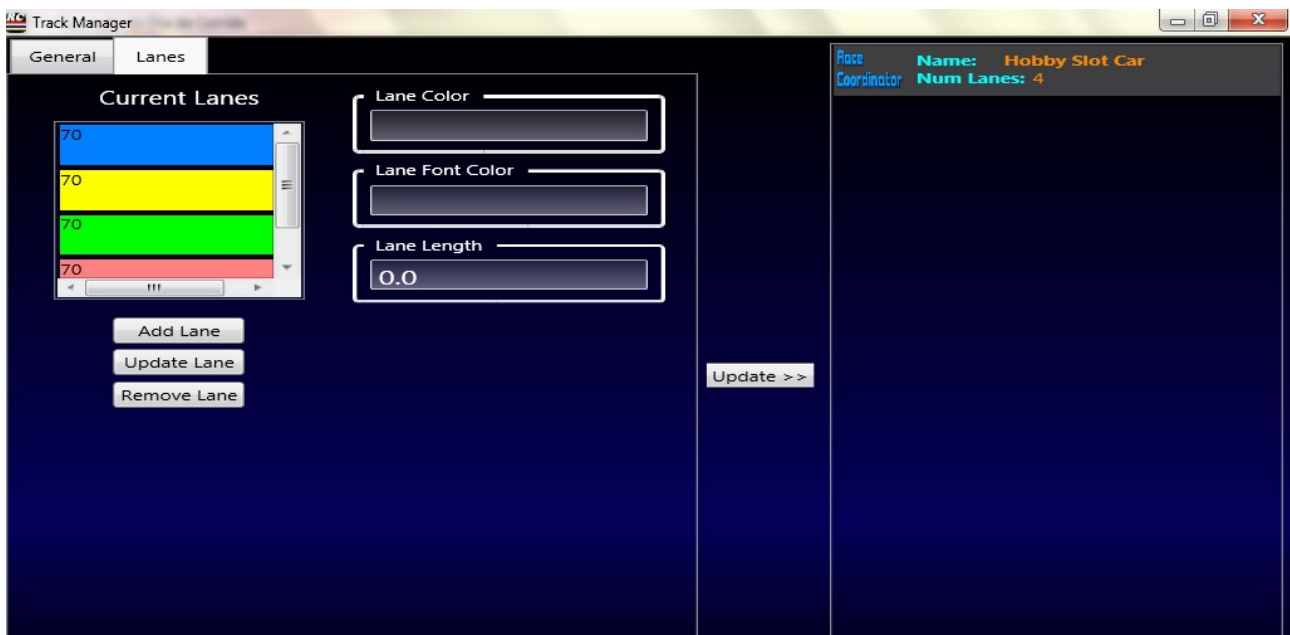 RC Track Manager
General Lanes
Current Lanes
70
70
70
70
Add Lane
Update Lane
Remove Lane
Lane Color
Lane Font Color
Lane Length
0.0
Update >>
Race
Coordinator
Name: Hobby Slot Car
Num Lanes: 4